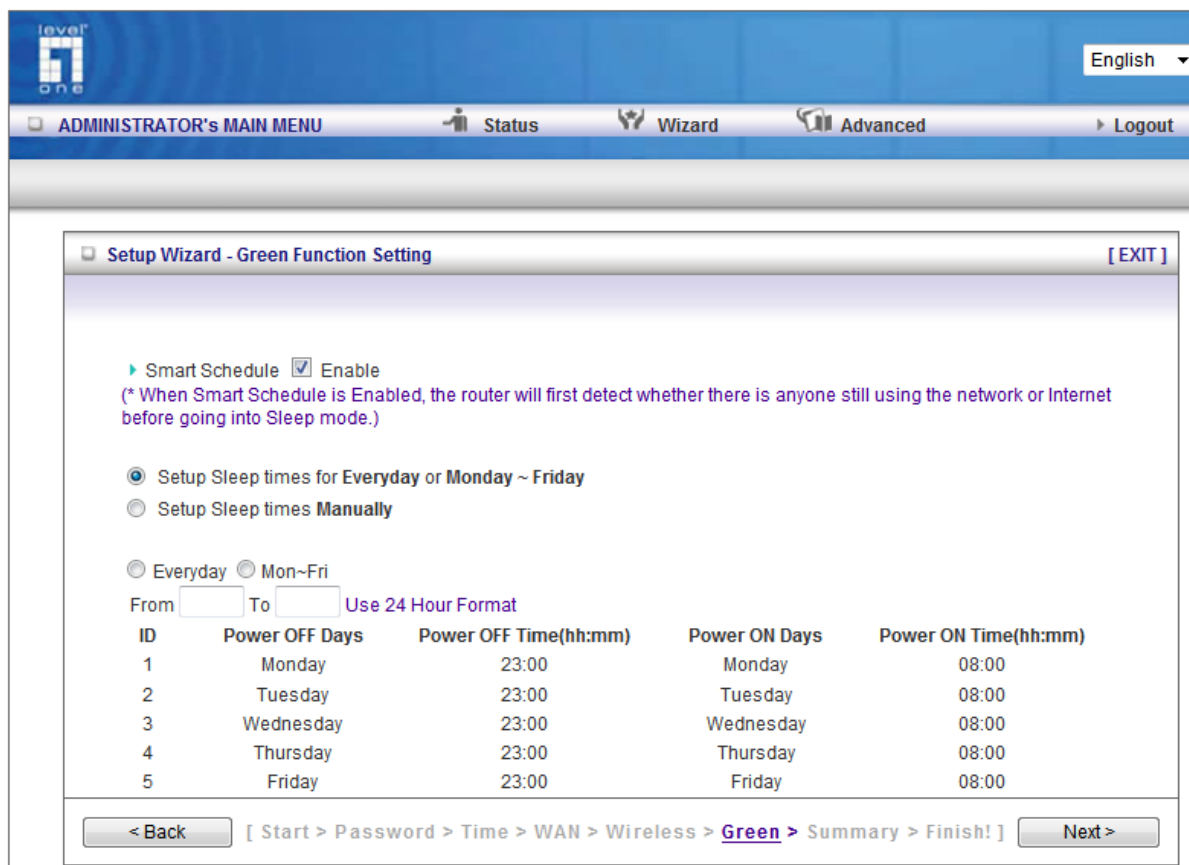 level
one
English
ADMINISTRATOR's MAIN MENU Status Wizard Advanced Logout
Setup Wizard - Green Function Setting [ EXIT ]
Smart Schedule Enable
(* When Smart Schedule is Enabled, the router will first detect whether there is anyone still using the network or Internet
before going into Sleep mode.)
Setup Sleep times for Everyday or Monday ~ Friday
Setup Sleep times Manually
Everyday Mon~Fri
From To Use 24 Hour Format
ID Power OFF Days Power OFF Time(hh:mm) Power ON Days Power ON Time(hh:mm)
1 Monday 23:00 Monday 08:00
2 Tuesday 23:00 Tuesday 08:00
3 Wednesday 23:00 Wednesday 08:00
4 Thursday 23:00 Thursday 08:00
5 Friday 23:00 Friday 08:00
< Back [ Start > Password > Time > WAN > Wireless > Green > Summary > Finish! ] Next >